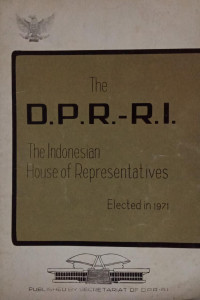 The
D.P.R.-R.I.
The Indonesian
House of Representatives
Elected in 1971
PUBLISHED BY SECRETARIAT OF D.P.R.-R.I.